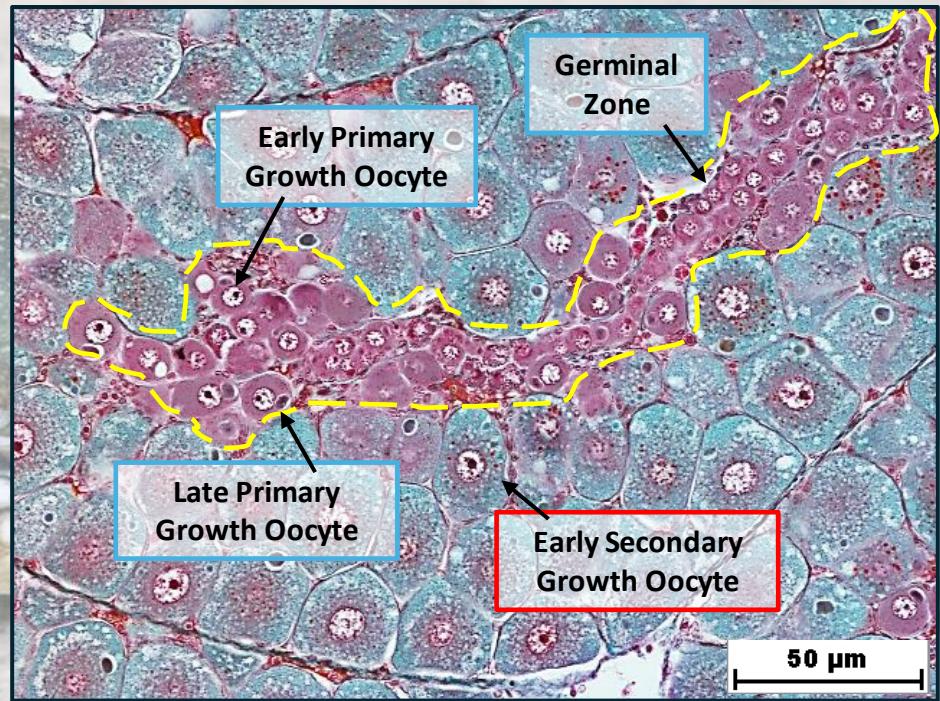 Germinal
Zone
Early Primary
Growth Oocyte
Late Primary
Growth Oocyte
Early Secondary
Growth Oocyte
50 µm